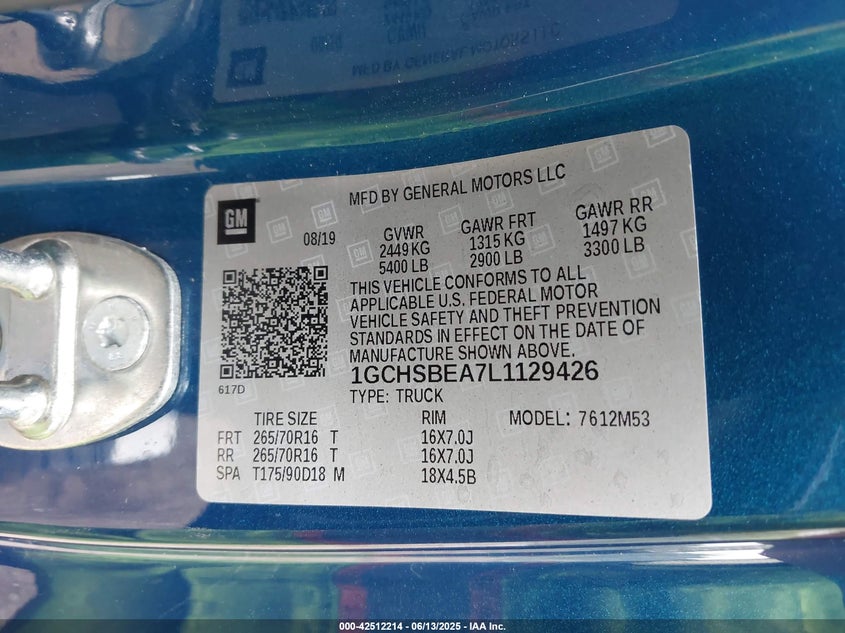 MFD BY GENERAL MOTORS LLC
GM
08/19
GVWR
2449 KG
5400 LB
GAWR FRT
1315 KG
2900 LB
GAWR RR
1497 KG
3300 LB
THIS VEHICLE CONFORMS TO ALL
APPLICABLE U.S. FEDERAL MOTOR
VEHICLE SAFETY AND THEFT PREVENTION
STANDARDS IN EFFECT ON THE DATE OF
MANUFACTURE SHOWN ABOVE.
617D
1GCHSBEA7L1129426
TYPE: TRUCK
TIRE SIZE RIM MODEL: 7612M53
FRT 265/70R16 T 16X7.0J
RR 265/70R16 T 16X7.0J
SPA T175/90D18 M 18X4.5B
000-42512214 - 06/13/2025 - IAA Inc.